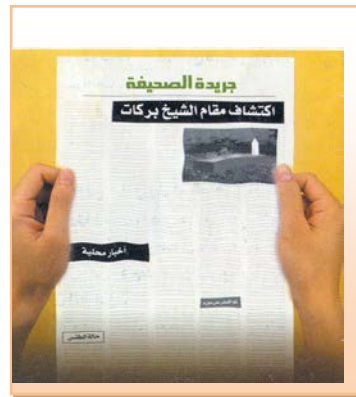 جريدة الصحيفة
اكتشاف مقام الشيخ بركات
أخبار محلية
حالة الطقس